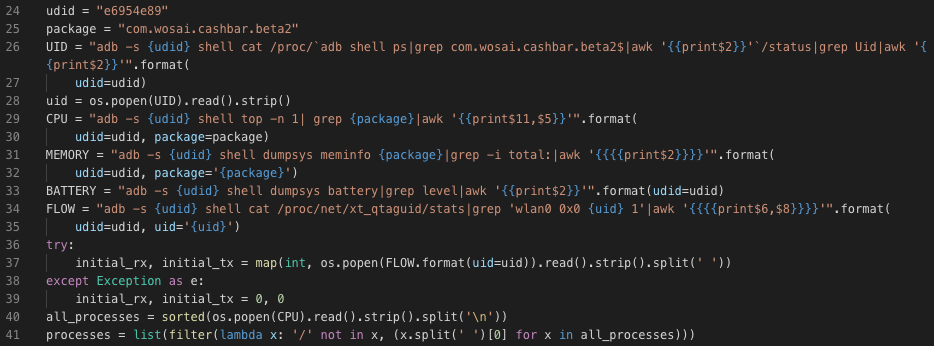 24 udid = "e6954e89"
25 package = "com.wosai.cashbar.beta2"
26 UID = "adb -s {udid} shell cat /proc/`adb shell ps|grep com.wosai.cashbar.beta2$|awk '{{print$2}}'`/status|grep Uid|awk '{
{print$2}}'".format(
27 udid=udid)
28 uid = os.popen(UID).read().strip()
29 CPU = "adb -s {udid} shell top -n 1| grep {package}|awk '{{print$11,$5}}'".format(
30 udid=udid, package=package)
31 MEMORY = "adb -s {udid} shell dumpsys meminfo {package}|grep -i total:|awk '{{{{print$2}}}}'".format(
32 udid=udid, package='{package}')
33 BATTERY = "adb -s {udid} shell dumpsys battery|grep level|awk '{{print$2}}'".format(udid=udid)
34 FLOW = "adb -s {udid} shell cat /proc/net/xt_qtaguid/stats|grep 'wlan0 0x0 {uid} 1'|awk '{{{{print$6,$8}}}}'".format(
35 udid=udid, uid='{uid}')
36 try:
37 initial_rx, initial_tx = map(int, os.popen(FLOW.format(uid=uid)).read().strip().split(' '))
38 except Exception as e:
39 initial_rx, initial_tx = 0, 0
40 all_processes = sorted(os.popen(CPU).read().strip().split('\n'))
41 processes = list(filter(lambda x: '/' not in x, (x.split(' ')[0] for x in all_processes)))